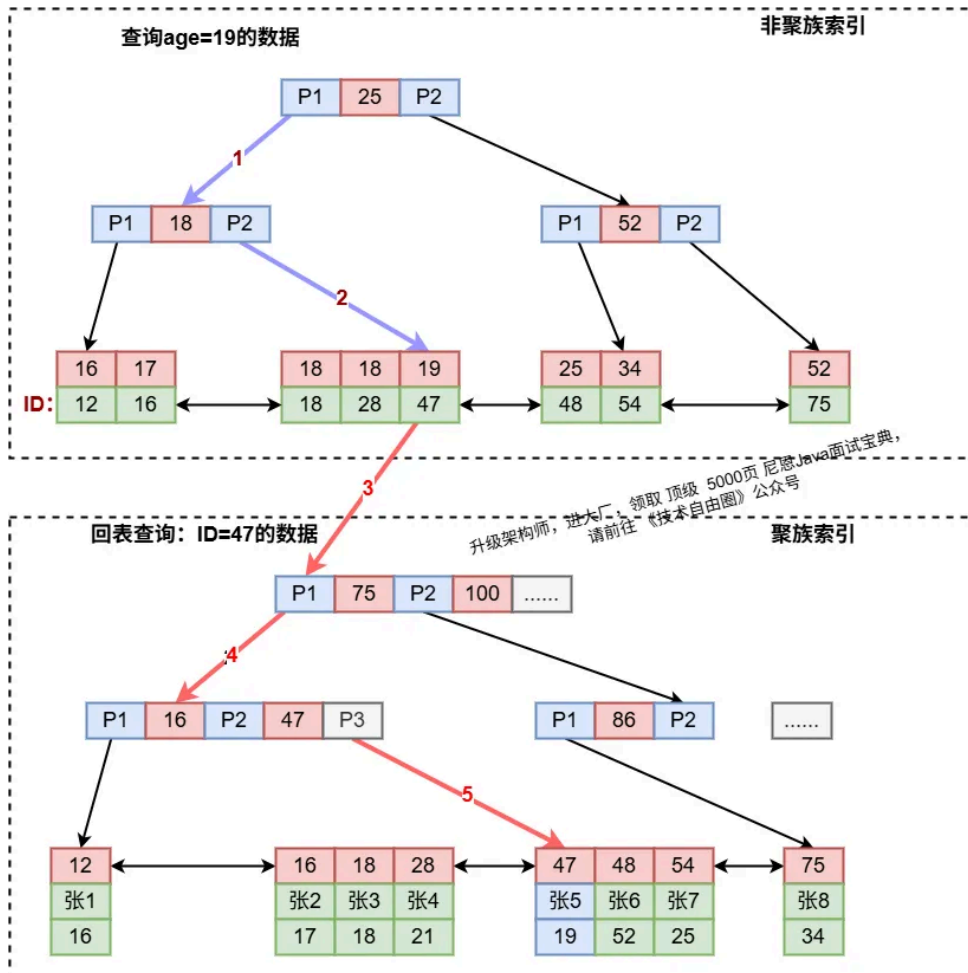 查询age=19的数据
非聚族索引
P1 25 P2
1
P1 18 P2
P1 52 P2
2
16 17
18 18 19
25 34
52
ID:
12 16
18 28 47
48 54
75
3
升级架构师，进大厂，领取 顶级 5000页 尼恩Java面试宝典，
请前往 《技术自由圈》公众号
回表查询：ID=47的数据
聚族索引
P1 75 P2 100 ......
4
P1 16 P2 47 P3
P1 86 P2
......
5
12
16 18 28
47 48 54
75
张1
张2 张3 张4
张5 张6 张7
张8
16
17 18 21
19 52 25
34